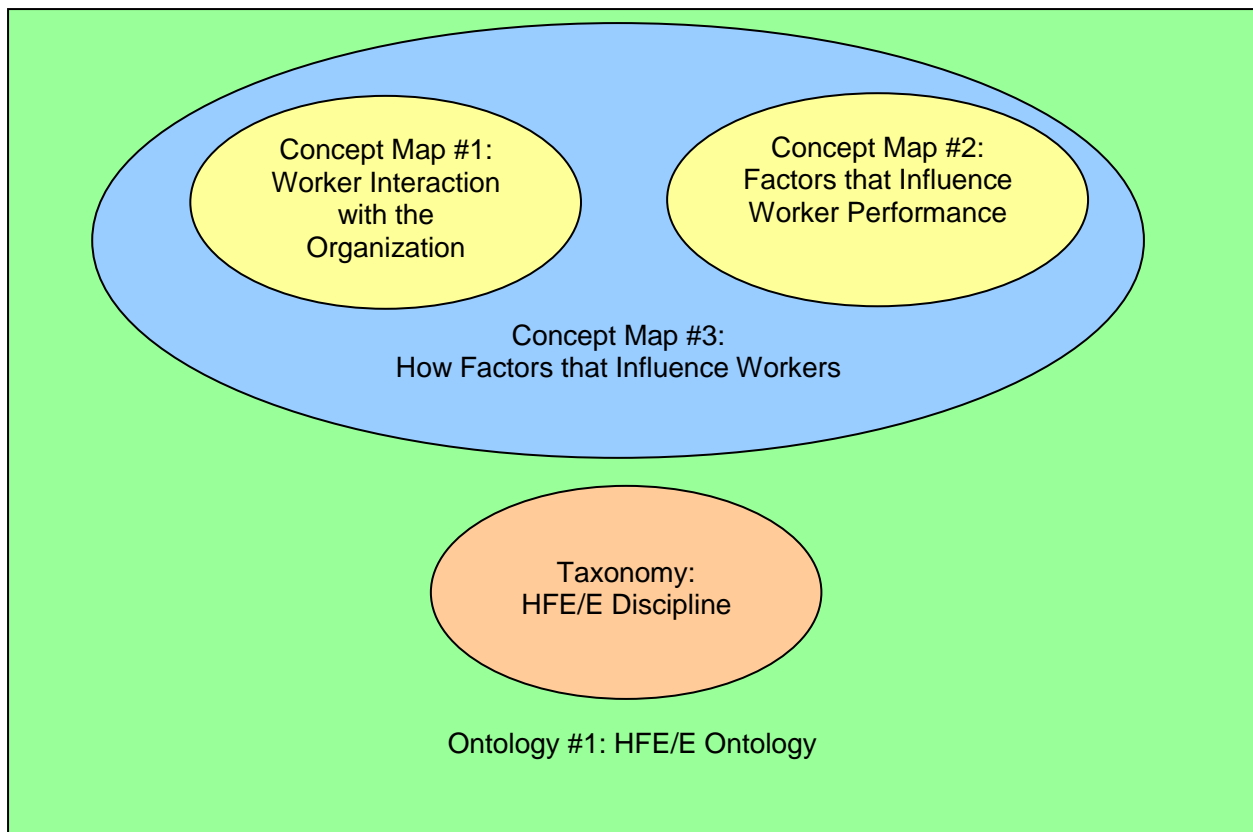 Concept Map #1:
Worker Interaction
with the
Organization
Concept Map #2:
Factors that Influence
Worker Performance
Concept Map #3:
How Factors that Influence Workers
Taxonomy:
HFE/E Discipline
Ontology #1: HFE/E Ontology